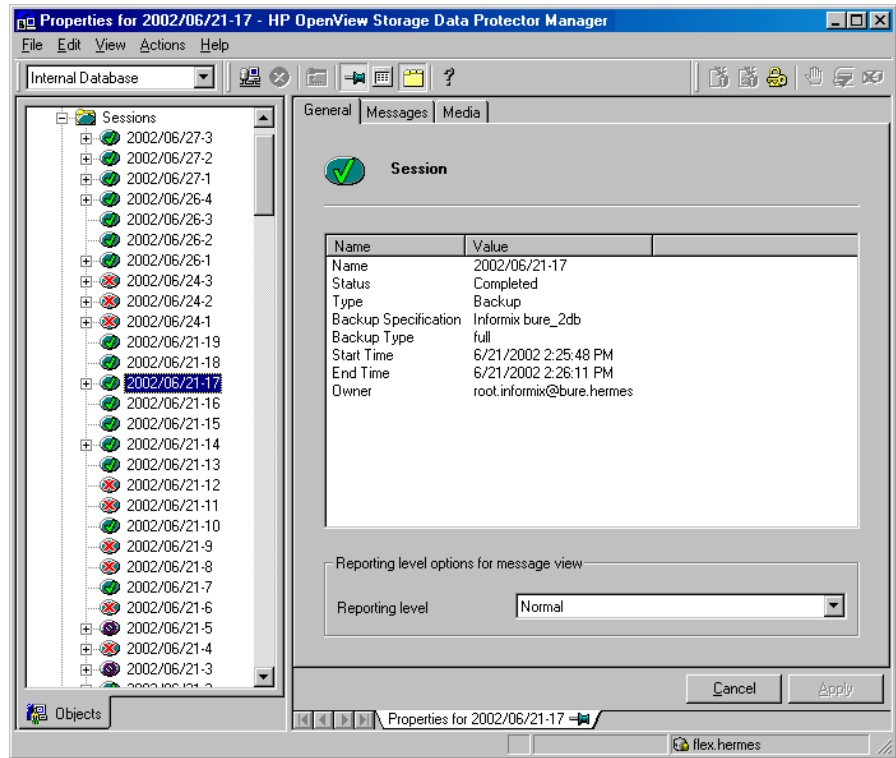 Properties for 2002/06/21-17 - HP OpenView Storage Data Protector Manager
File Edit View Actions Help
Internal Database
Sessions
2002/06/27-3
2002/06/27-2
2002/06/27-1
2002/06/26-4
2002/06/26-3
2002/06/26-2
2002/06/26-1
2002/06/24-3
2002/06/24-2
2002/06/24-1
2002/06/21-19
2002/06/21-18
2002/06/21-17
2002/06/21-16
2002/06/21-15
2002/06/21-14
2002/06/21-13
2002/06/21-12
2002/06/21-11
2002/06/21-10
2002/06/21-9
2002/06/21-8
2002/06/21-7
2002/06/21-6
2002/06/21-5
2002/06/21-4
2002/06/21-3
Objects
General Messages Media
Session
Name Value
Name 2002/06/21-17
Status Completed
Type Backup
Backup Specification Informix bure_2db
Backup Type full
Start Time 6/21/2002 2:25:48 PM
End Time 6/21/2002 2:26:11 PM
Owner root.informix@bure.hermes
Reporting level options for message view
Reporting level Normal
Cancel Apply
Properties for 2002/06/21-17
flex.hermes